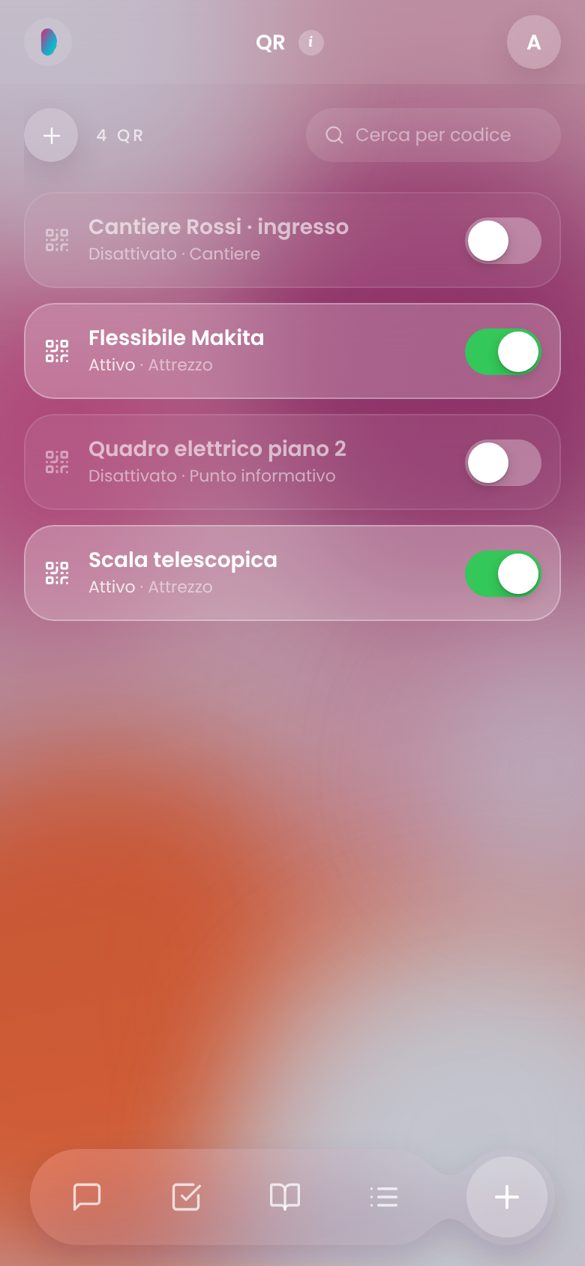 QR i A
4 QR Cerca per codice
Cantiere Rossi · ingresso
Disattivato · Cantiere
Flessibile Makita
Attivo · Attrezzo
Quadro elettrico piano 2
Disattivato · Punto informativo
Scala telescopica
Attivo · Attrezzo